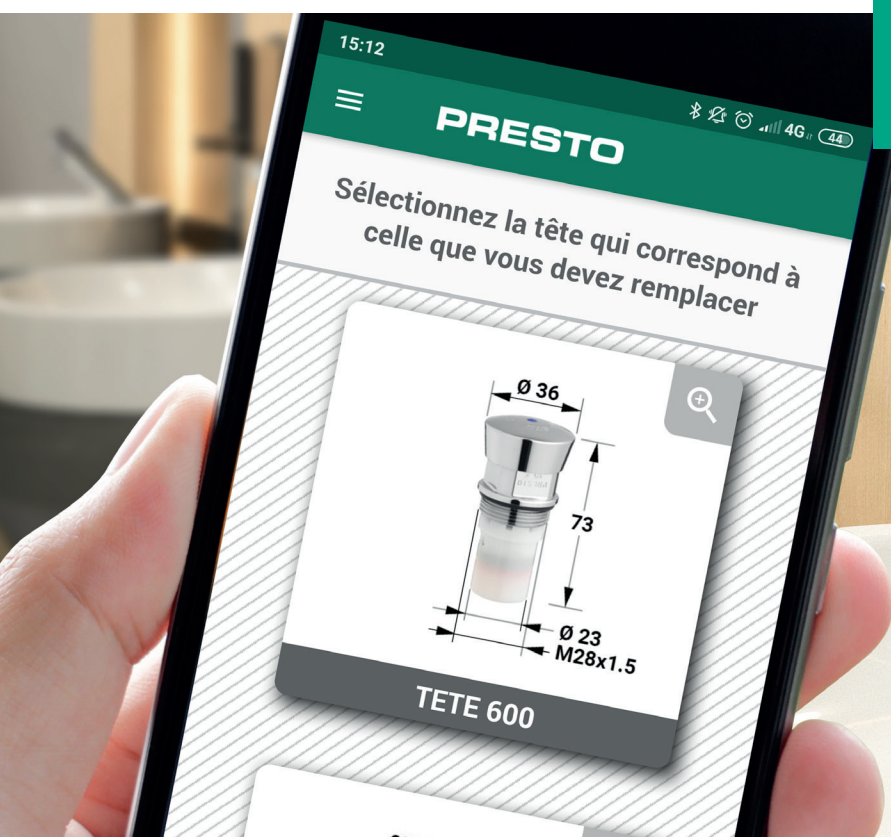 15:12
4G 44
PRESTO
Sélectionnez la tête qui correspond à
celle que vous devez remplacer
Ø 36
PRESTO
73
Ø 23
M28x1.5
TETE 600